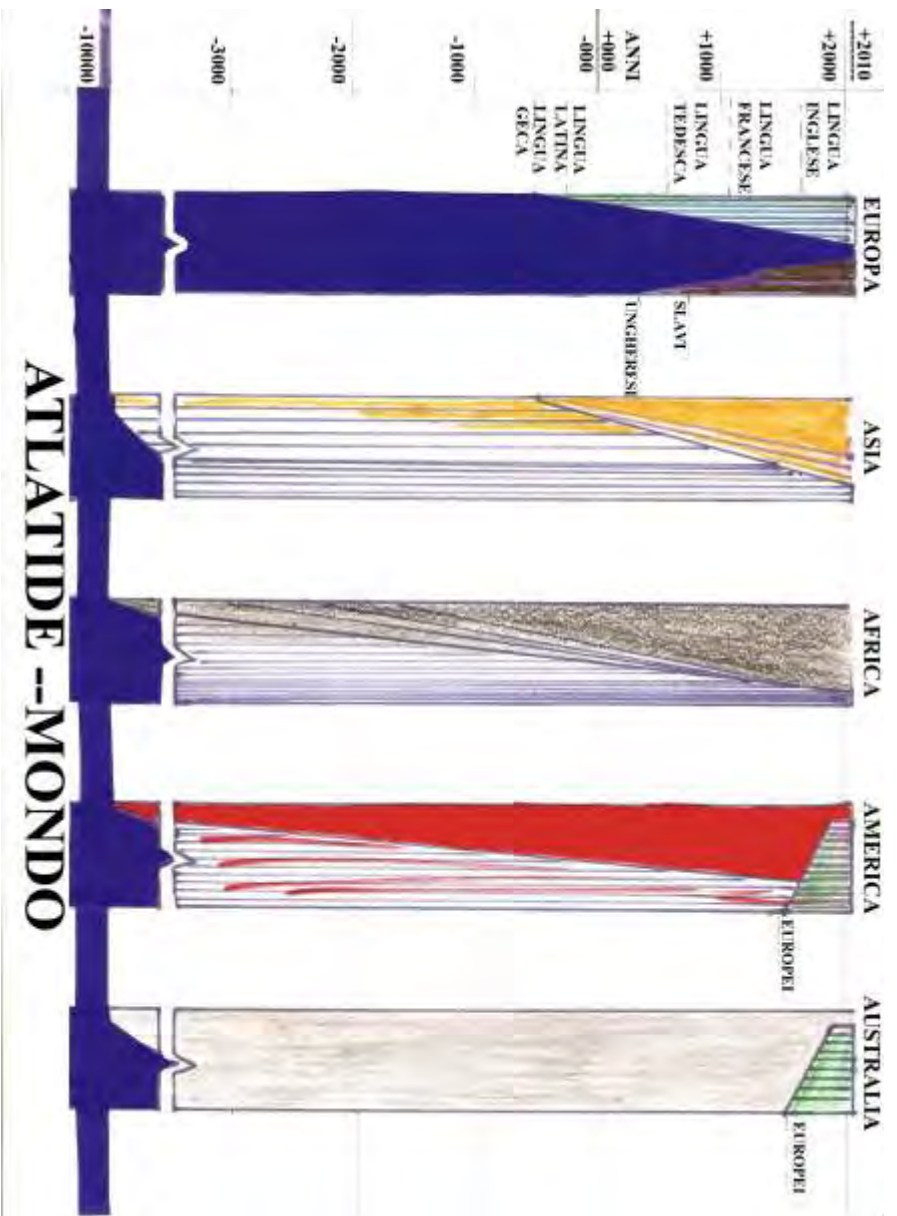 +2010
+2000
+1000
ANNI
+000
-000
-1000
-2000
-3000
-10000
LINGUA
INGLESE
LINGUA
FRANCESE
LINGUA
TEDESCA
LINGUA
LATINA
LINGUA
GECA
EUROPA
SLAVI
UNGHERESI
ASIA
AFRICA
AMERICA
EUROPEI
AUSTRALIA
EUROPEI
ATLATIDE --MONDO